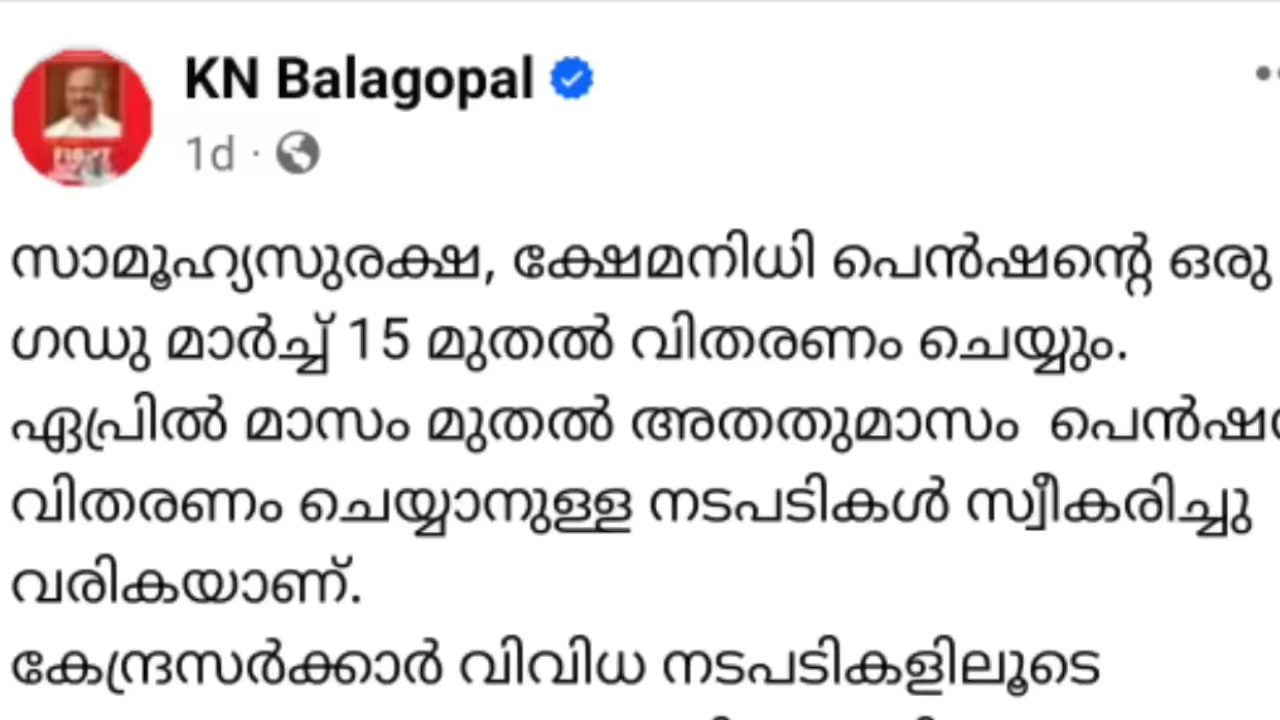 KN Balagopal
1d ·
സാമൂഹ്യസുരക്ഷ, ക്ഷേമനിധി പെൻഷന്റെ ഒരു
ഗഡു മാർച്ച് 15 മുതൽ വിതരണം ചെയ്യും.
ഏപ്രിൽ മാസം മുതൽ അതതുമാസം
വിതരണം ചെയ്യാനുള്ള നടപടികൾ സ്വീകരിച്ചു
വരികയാണ്.
കേന്ദ്രസർക്കാർ വിവിധ നടപടികളിലൂടെ